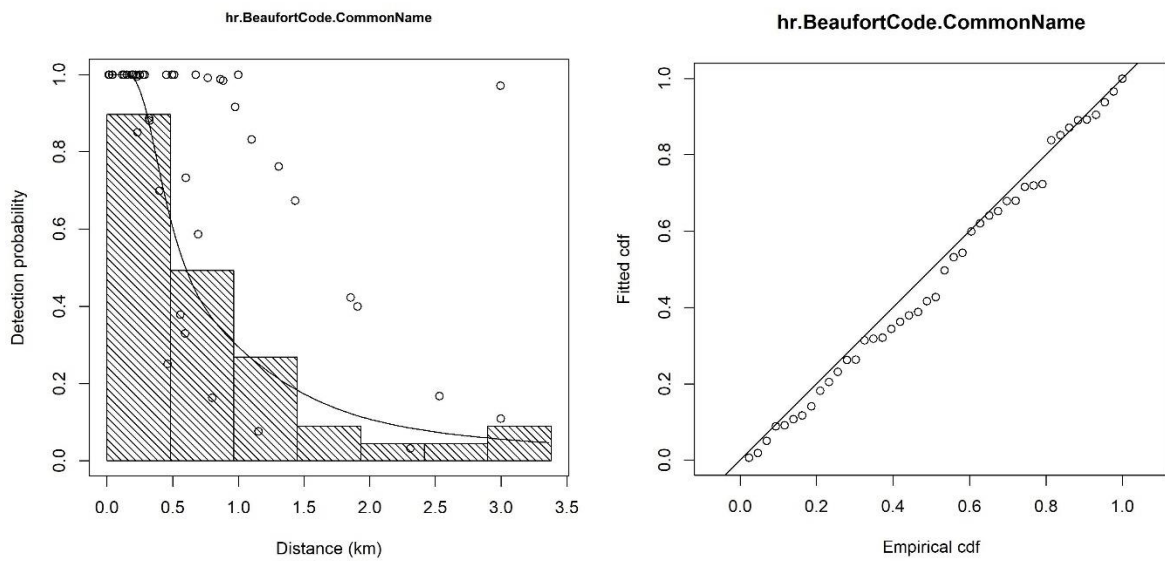 hr.BeaufortCode.CommonName
Detection probability
1.0
0.8
0.6
0.4
0.2
0.0
0.0 0.5 1.0 1.5 2.0 2.5 3.0 3.5
Distance (km)
hr.BeaufortCode.CommonName
Fitted cdf
1.0
0.8
0.6
0.4
0.2
0.0
0.0 0.2 0.4 0.6 0.8 1.0
Empirical cdf